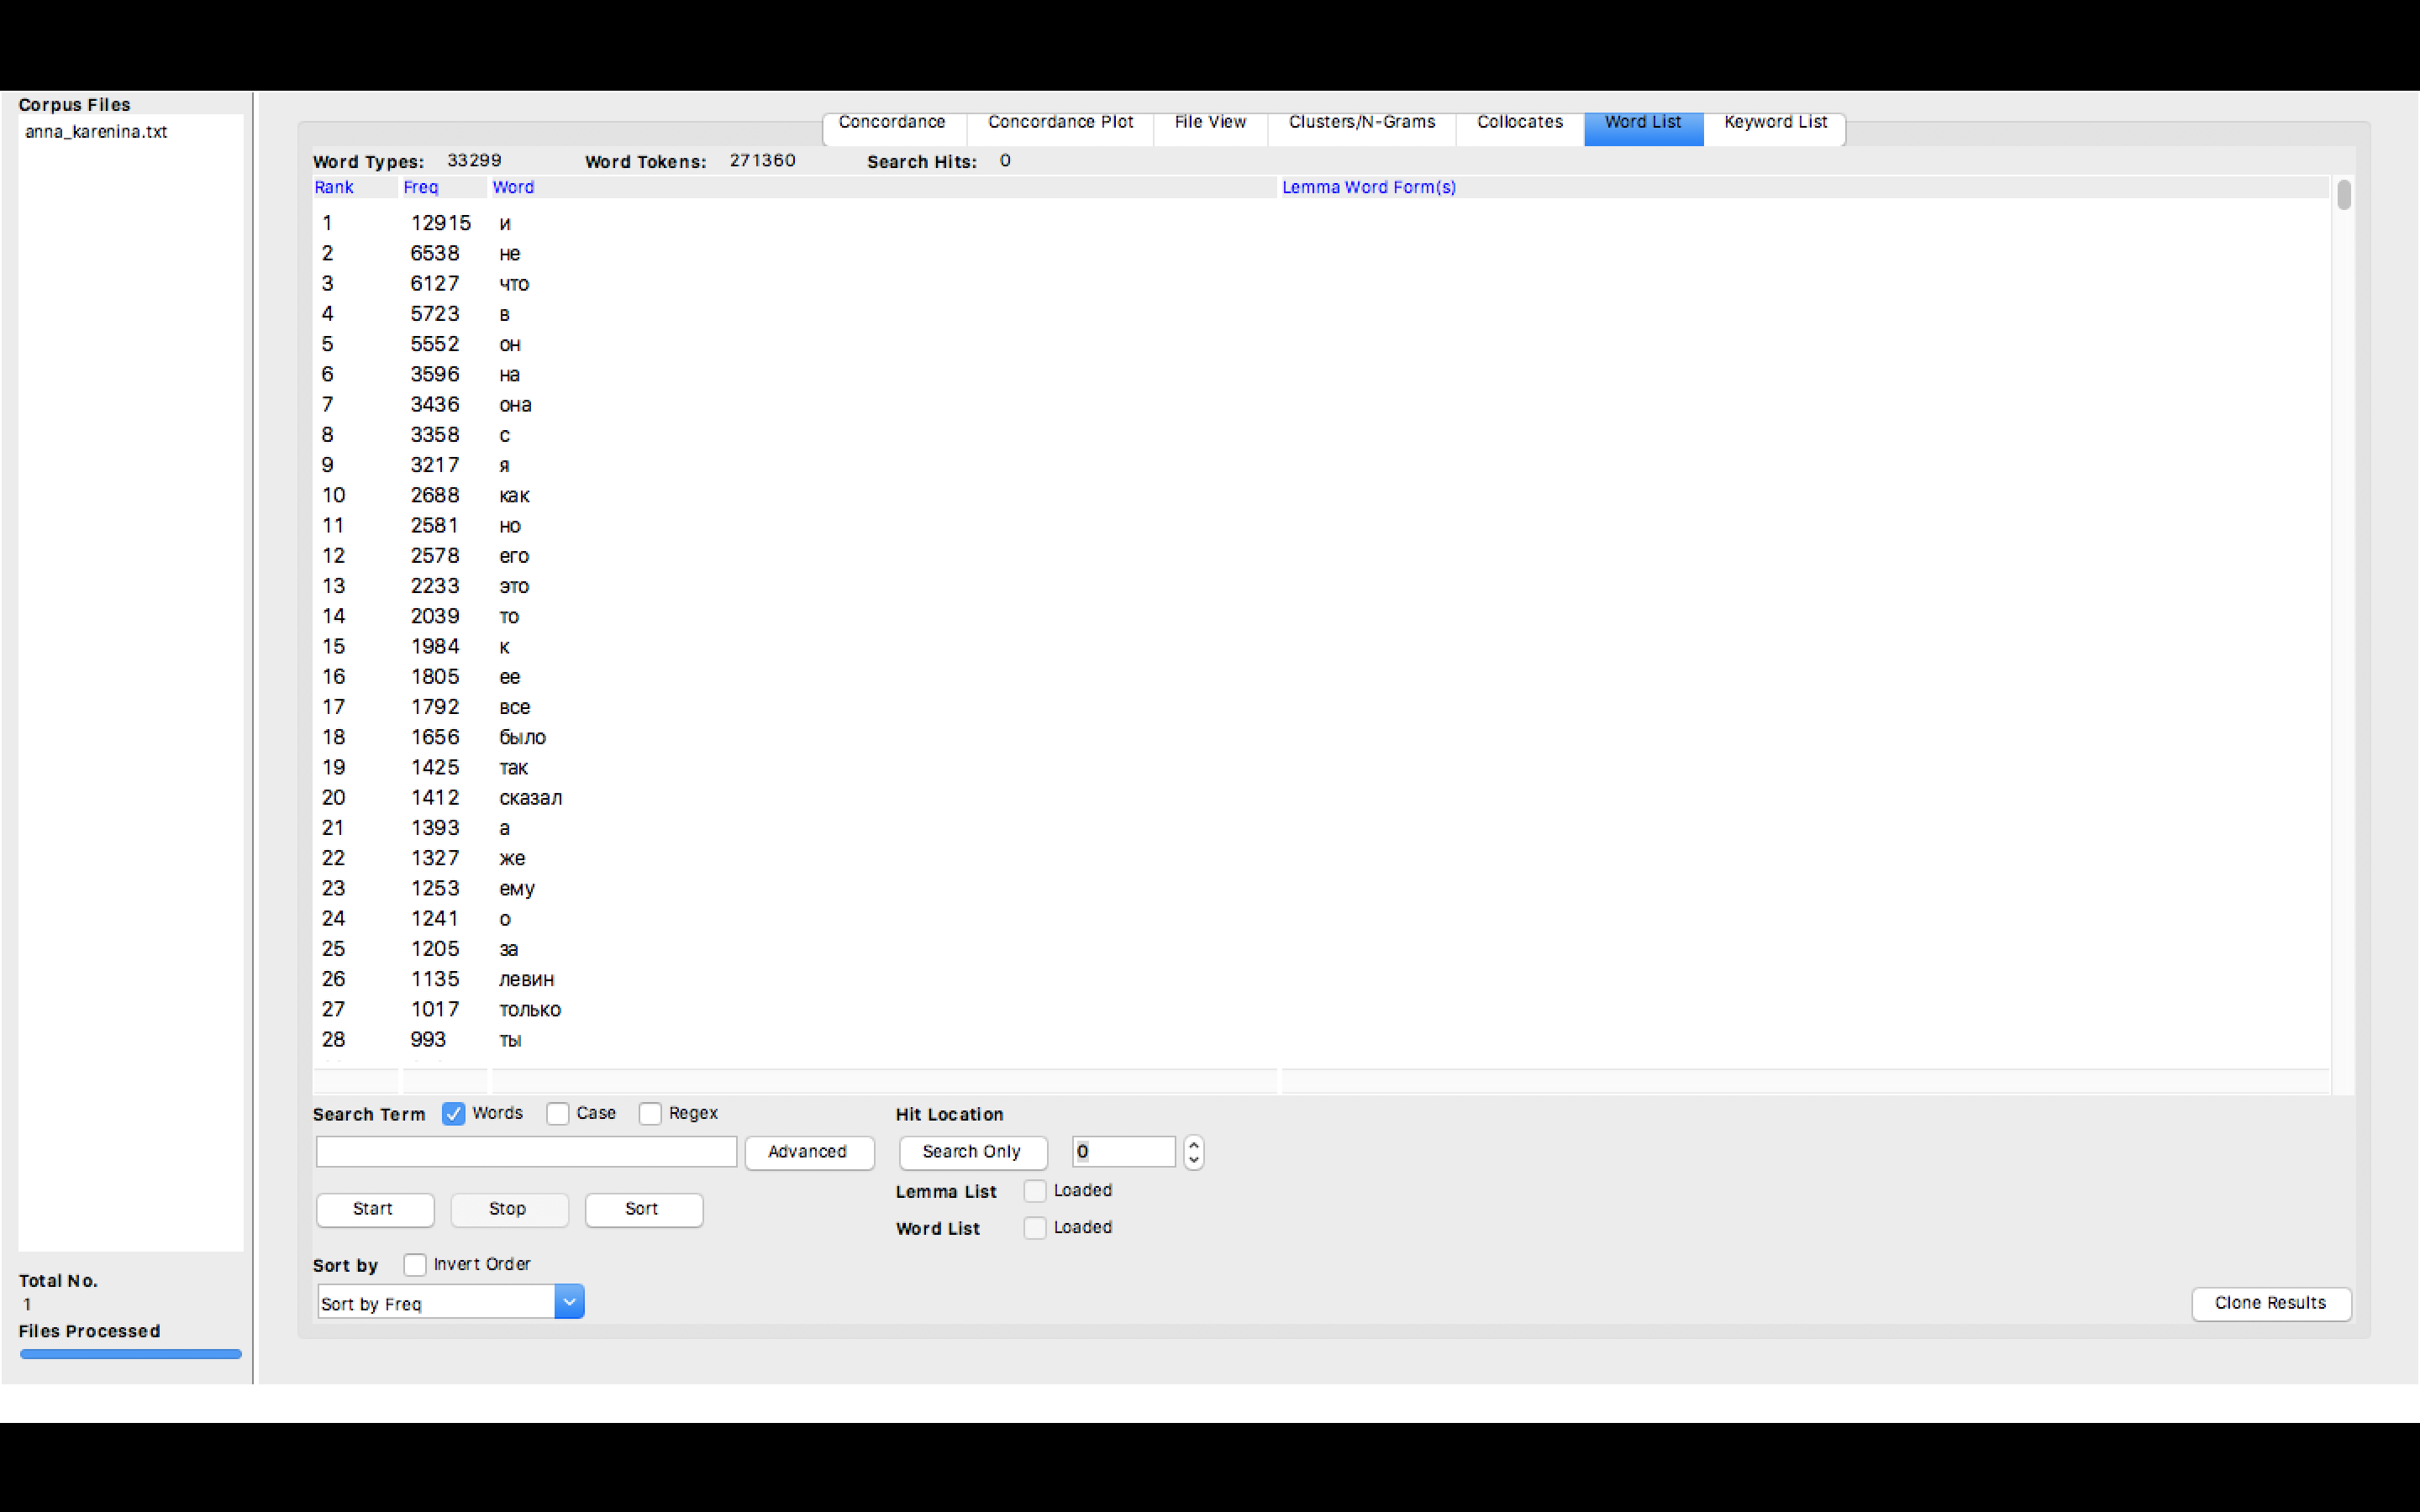 Corpus Files
anna_karenina.txt
Total No.
1
Files Processed
Concordance Concordance Plot File View Clusters/N-Grams Collocates Word List Keyword List
Word Types: 33299 Word Tokens: 271360 Search Hits: 0
Rank Freq Word Lemma Word Form(s)
1 12915 и
2 6538 не
3 6127 что
4 5723 в
5 5552 он
6 3596 на
7 3436 она
8 3358 с
9 3217 я
10 2688 как
11 2581 но
12 2578 его
13 2233 это
14 2039 то
15 1984 к
16 1805 ее
17 1792 все
18 1656 было
19 1425 так
20 1412 сказал
21 1393 а
22 1327 же
23 1253 ему
24 1241 о
25 1205 за
26 1135 левин
27 1017 только
28 993 ты
Search Term Words Case Regex Hit Location
Advanced Search Only 0
Lemma List Loaded
Start Stop Sort
Word List Loaded
Sort by Invert Order
Sort by Freq
Clone Results